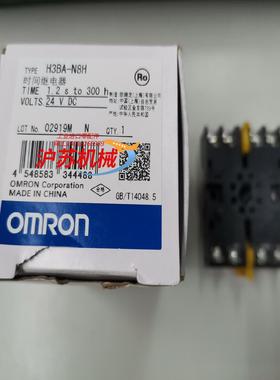 TYPE H3BA-N8H
时间继电器
TIME 1.2 s to 300 h
VOLTS. 24 V DC
LOT No. 02919M N QTY. 1
沪苏机械
4 548583 344488
OMRON Corporation
MADE IN CHINA
GB/T14048.5
OMRON